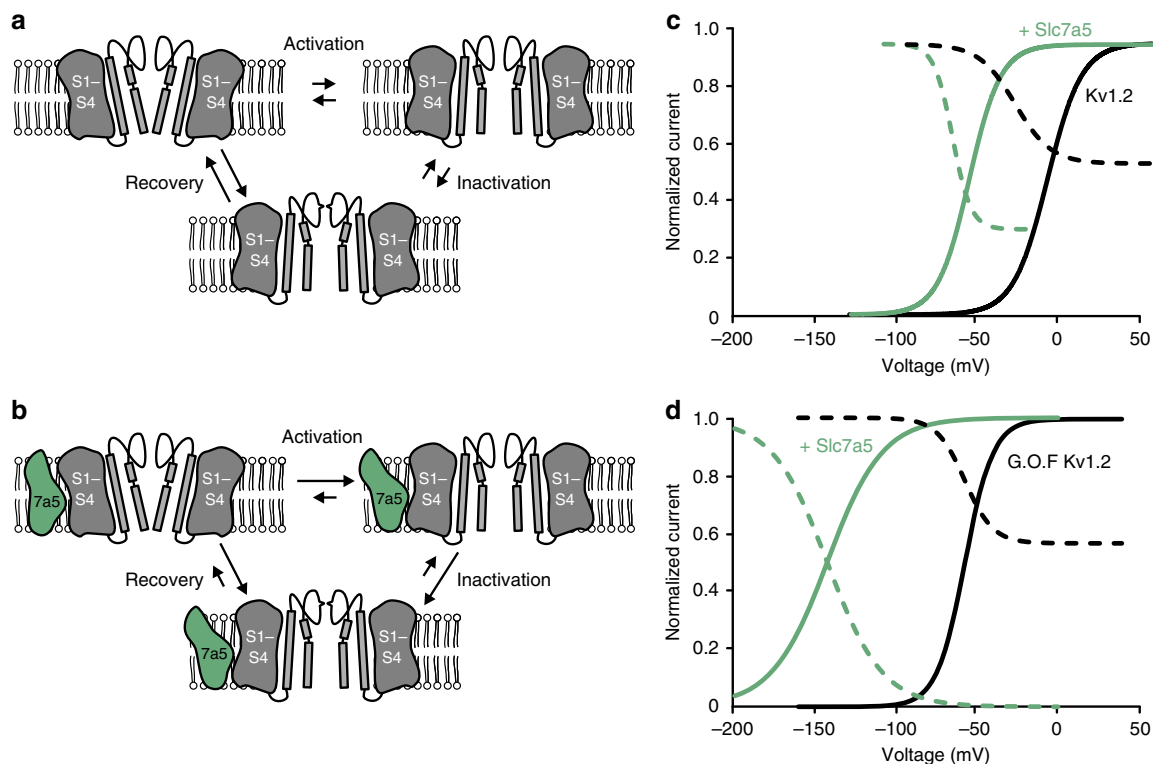 a
Activation
S1–
S4
S1–
S4
S1–
S4
S1–
S4
Recovery
Inactivation
S1–
S4
S1–
S4
b
Activation
7a5
S1–
S4
S1–
S4
7a5
S1–
S4
S1–
S4
Recovery
Inactivation
7a5
S1–
S4
S1–
S4
c
1.0
0.8
0.6
0.4
0.2
0
Normalized current
+ Slc7a5
Kv1.2
–200
–150
–100
–50
0
50
Voltage (mV)
d
1.0
0.8
0.6
0.4
0.2
0
Normalized current
+ Slc7a5
G.O.F Kv1.2
–200
–150
–100
–50
0
50
Voltage (mV)